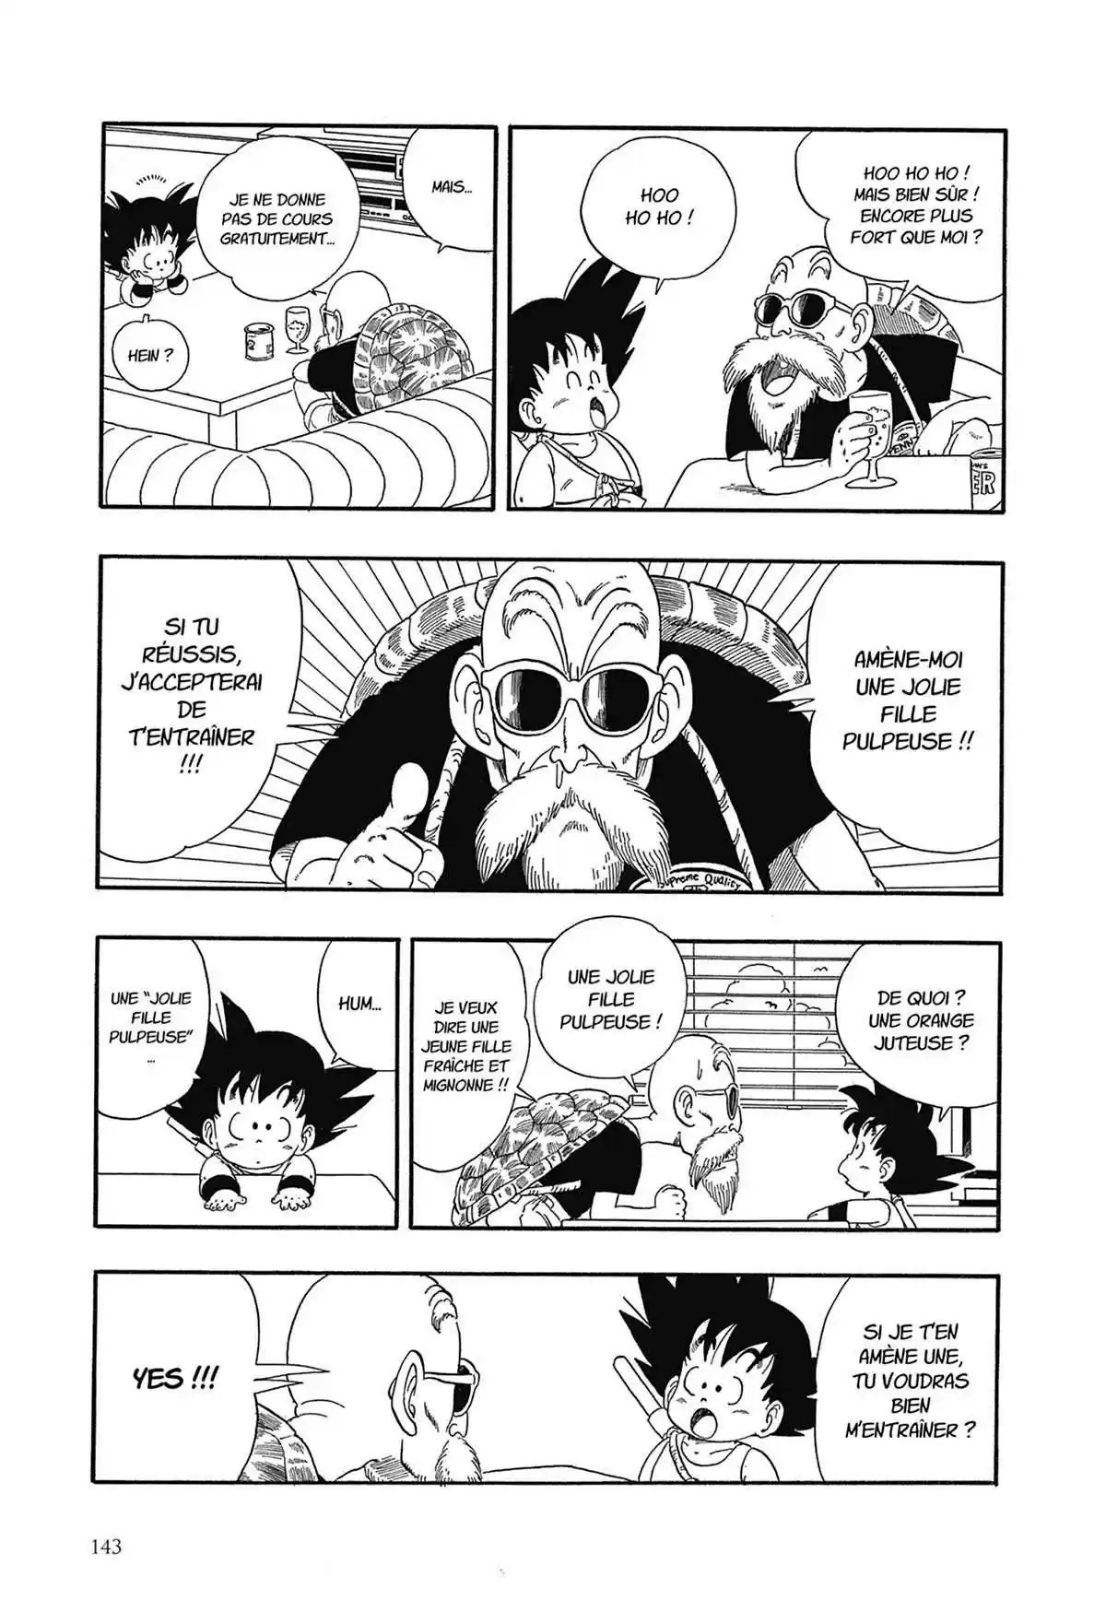 HOO HO HO !
MAIS BIEN SÛR !
ENCORE PLUS
FORT QUE MOI ?
HOO
HO HO !
MAIS...
JE NE DONNE
PAS DE COURS
GRATUITEMENT...
HEIN ?
AMÈNE-MOI
UNE JOLIE
FILLE
PULPEUSE !!
SI TU
RÉUSSIS,
J'ACCEPTERAI
DE
T'ENTRAÎNER
!!!
Supreme Quality
DE QUOI ?
UNE ORANGE
JUTEUSE ?
UNE JOLIE
FILLE
PULPEUSE !
JE VEUX
DIRE UNE
JEUNE FILLE
FRAÎCHE ET
MIGNONNE !!
HUM...
UNE "JOLIE
FILLE
PULPEUSE"
...
SI JE T'EN
AMÈNE UNE,
TU VOUDRAS
BIEN
M'ENTRAÎNER ?
YES !!!
143